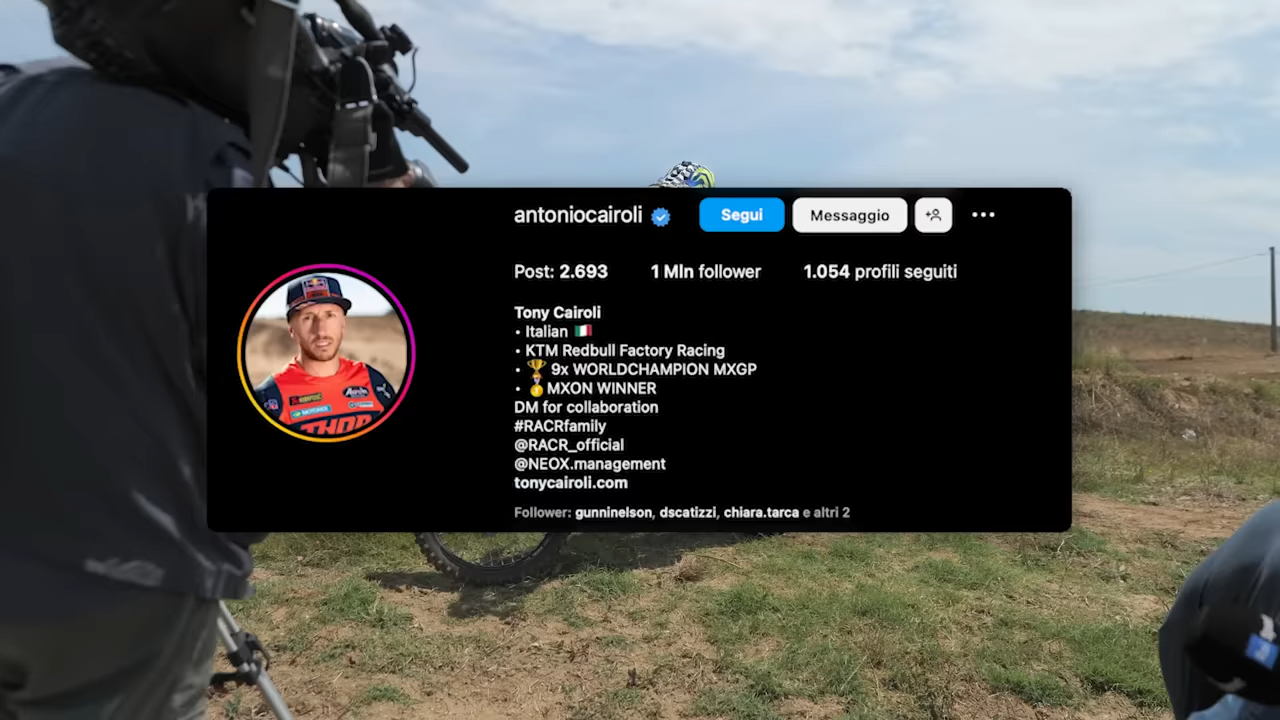 antoniocairoli Segui Messaggio
Post: 2.693 1 Mln follower 1.054 profili seguiti
Tony Cairoli
• Italian 🇮🇹
• KTM Redbull Factory Racing
• 🏆 9x WORLDCHAMPION MXGP
• 🏅MXON WINNER
DM for collaboration
#RACRfamily
@RACR_official
@NEOX.management
tonycairoli.com
Follower: gunninelson, dscatizzi, chiara.tarca e altri 2
THOR